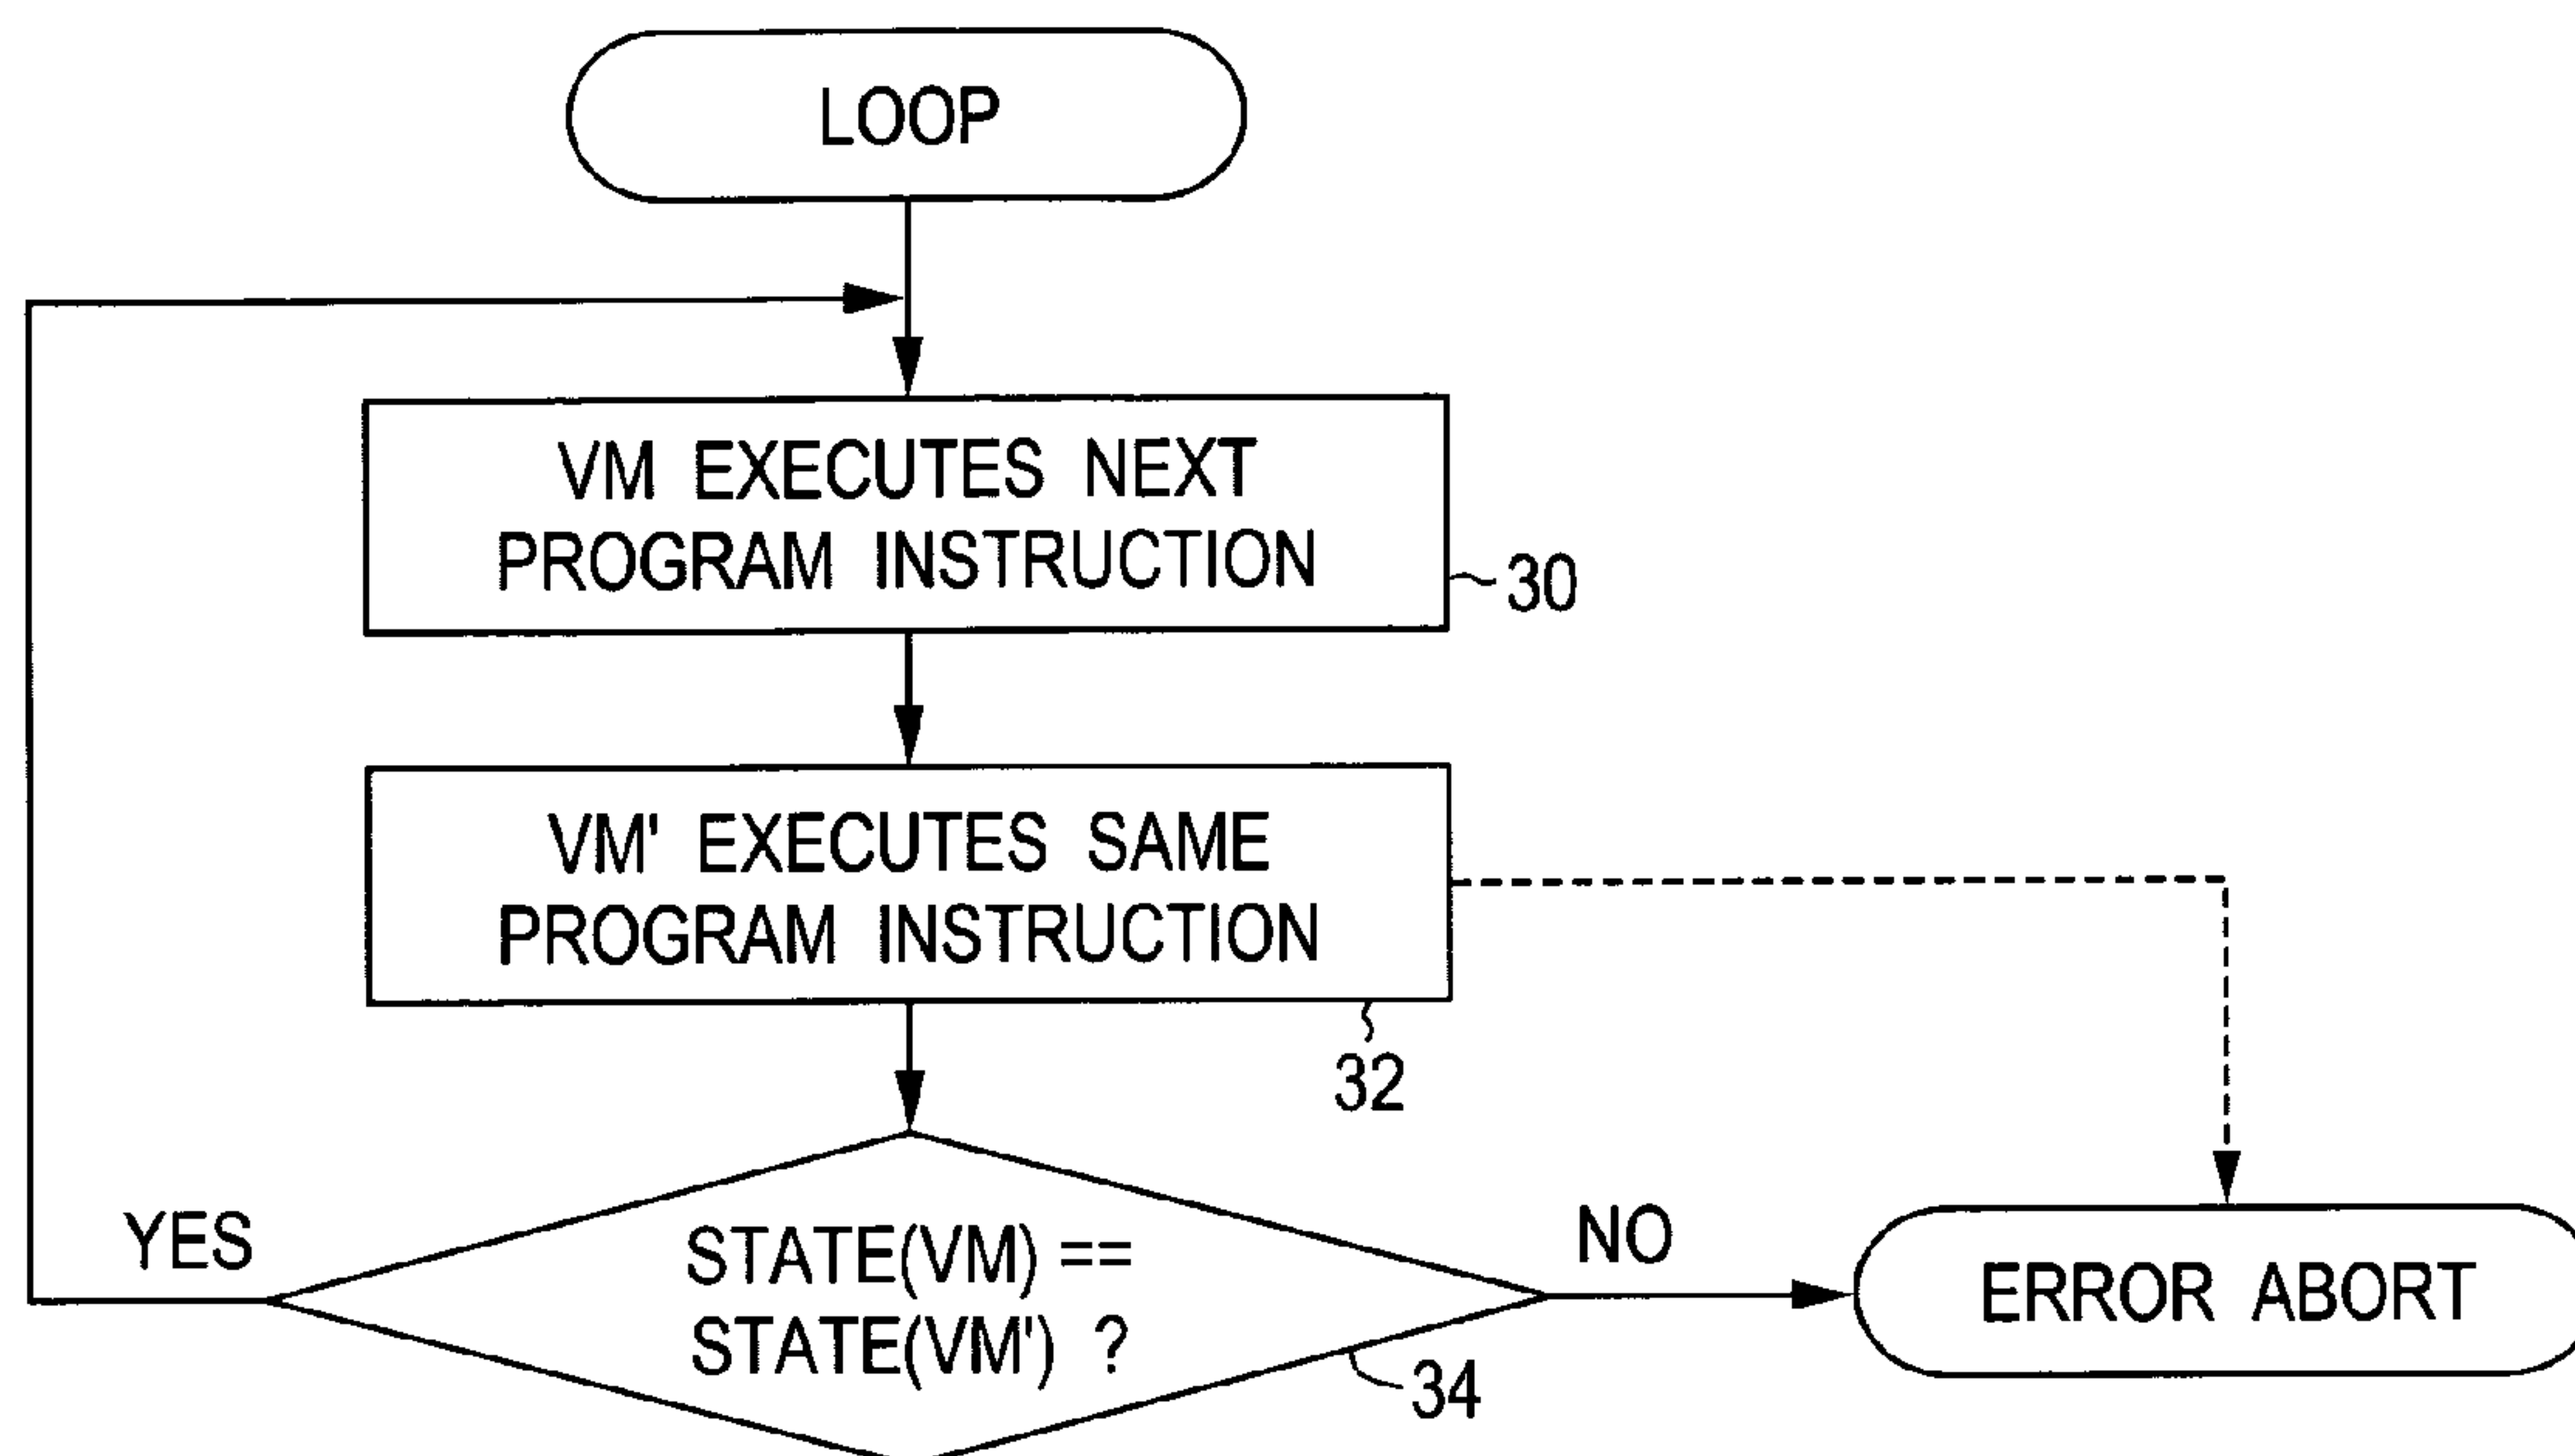 LOOP
VM EXECUTES NEXT
PROGRAM INSTRUCTION
30
VM' EXECUTES SAME
PROGRAM INSTRUCTION
32
YES
STATE(VM) ==
STATE(VM') ?
NO
34
ERROR ABORT